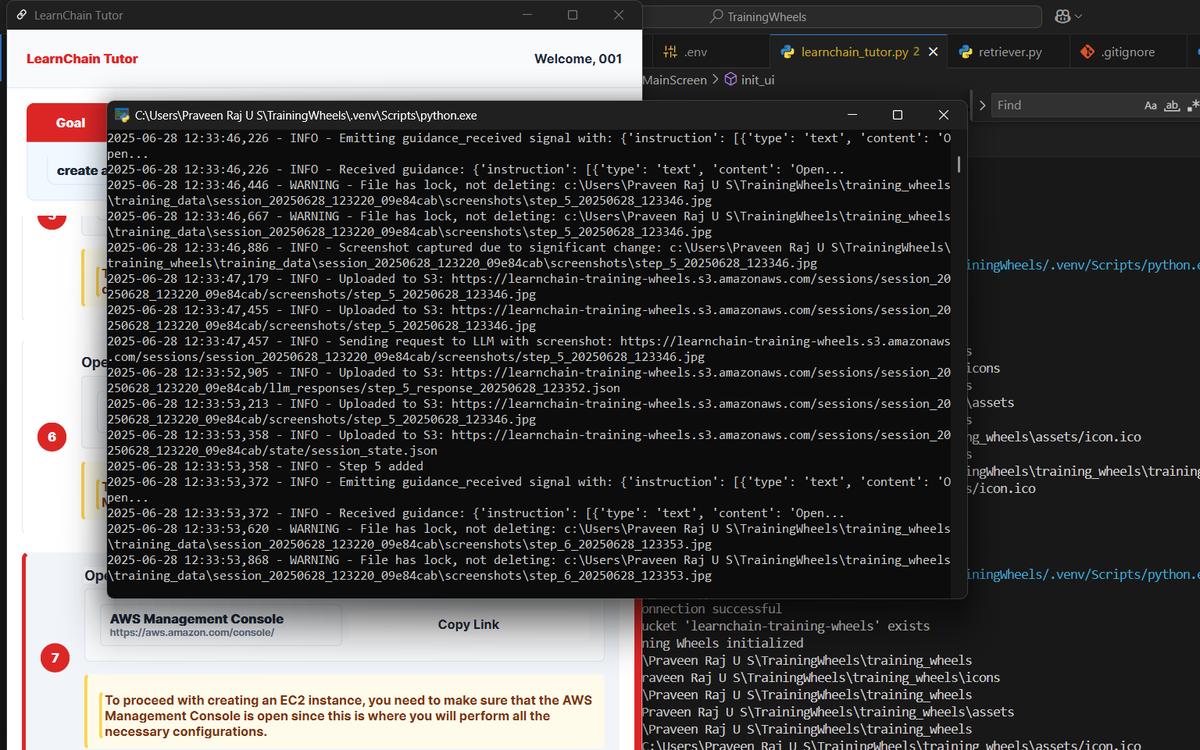 LearnChain Tutor
TrainingWheels
LearnChain Tutor
Welcome, 001
.env
learnchain_tutor.py 2
retriever.py
.gitignore
MainScreen > init_ui
Find
Aa ab
Goal
create a
C:\Users\Praveen Raj U S\TrainingWheels\.venv\Scripts\python.exe
2025-06-28 12:33:46,226 - INFO - Emitting guidance_received signal with: {'instruction': [{'type': 'text', 'content': 'O
pen...
2025-06-28 12:33:46,226 - INFO - Received guidance: {'instruction': [{'type': 'text', 'content': 'Open...
2025-06-28 12:33:46,446 - WARNING - File has lock, not deleting: c:\Users\Praveen Raj U S\TrainingWheels\training_wheels
\training_data\session_20250628_123220_09e84cab\screenshots\step_5_20250628_123346.jpg
2025-06-28 12:33:46,667 - WARNING - File has lock, not deleting: c:\Users\Praveen Raj U S\TrainingWheels\training_wheels
\training_data\session_20250628_123220_09e84cab\screenshots\step_5_20250628_123346.jpg
2025-06-28 12:33:46,886 - INFO - Screenshot captured due to significant change: c:\Users\Praveen Raj U S\TrainingWheels\
training_wheels\training_data\session_20250628_123220_09e84cab\screenshots\step_5_20250628_123346.jpg
2025-06-28 12:33:47,179 - INFO - Uploaded to S3: https://learnchain-training-wheels.s3.amazonaws.com/sessions/session_20
250628_123220_09e84cab/screenshots/step_5_20250628_123346.jpg
2025-06-28 12:33:47,455 - INFO - Uploaded to S3: https://learnchain-training-wheels.s3.amazonaws.com/sessions/session_20
250628_123220_09e84cab/screenshots/step_5_20250628_123346.jpg
2025-06-28 12:33:47,457 - INFO - Sending request to LLM with screenshot: https://learnchain-training-wheels.s3.amazonaws
.com/sessions/session_20250628_123220_09e84cab/screenshots/step_5_20250628_123346.jpg
2025-06-28 12:33:52,905 - INFO - Uploaded to S3: https://learnchain-training-wheels.s3.amazonaws.com/sessions/session_20
250628_123220_09e84cab/llm_responses/step_5_response_20250628_123352.json
2025-06-28 12:33:53,213 - INFO - Uploaded to S3: https://learnchain-training-wheels.s3.amazonaws.com/sessions/session_20
250628_123220_09e84cab/screenshots/step_5_20250628_123346.jpg
2025-06-28 12:33:53,358 - INFO - Uploaded to S3: https://learnchain-training-wheels.s3.amazonaws.com/sessions/session_20
250628_123220_09e84cab/state/session_state.json
2025-06-28 12:33:53,358 - INFO - Step 5 added
2025-06-28 12:33:53,372 - INFO - Emitting guidance_received signal with: {'instruction': [{'type': 'text', 'content': 'O
pen...
2025-06-28 12:33:53,372 - INFO - Received guidance: {'instruction': [{'type': 'text', 'content': 'Open...
2025-06-28 12:33:53,620 - WARNING - File has lock, not deleting: c:\Users\Praveen Raj U S\TrainingWheels\training_wheels
\training_data\session_20250628_123220_09e84cab\screenshots\step_6_20250628_123353.jpg
2025-06-28 12:33:53,868 - WARNING - File has lock, not deleting: c:\Users\Praveen Raj U S\TrainingWheels\training_wheels
\training_data\session_20250628_123220_09e84cab\screenshots\step_6_20250628_123353.jpg
Ope
6
Ope
AWS Management Console
https://aws.amazon.com/console/
Copy Link
7
To proceed with creating an EC2 instance, you need to make sure that the AWS
Management Console is open since this is where you will perform all the
necessary configurations.
iningWheels/.venv/Scripts/python.e
s
icons
s
\assets
s
ng_wheels\assets/icon.ico
s
iningWheels\training_wheels\training
s/icon.ico
iningWheels/.venv/Scripts/python.e
onnection successful
ucket 'learnchain-training-wheels' exists
ning Wheels initialized
\Praveen Raj U S\TrainingWheels\training_wheels
raveen Raj U S\TrainingWheels\training_wheels\icons
\Praveen Raj U S\TrainingWheels\training_wheels
Praveen Raj U S\TrainingWheels\training_wheels\assets
\Praveen Raj U S\TrainingWheels\training_wheels
C:\Users\Praveen Raj U S\TrainingWheels\training_wheels\assets/icon.ico